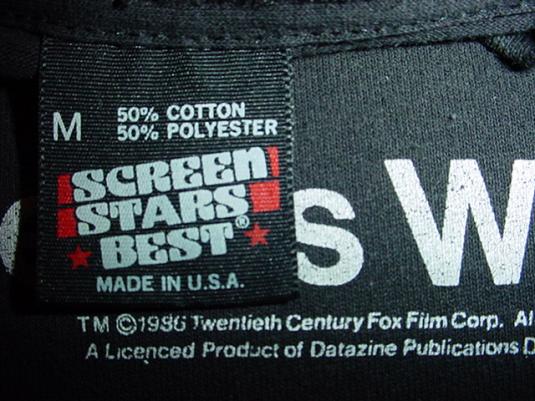 M
50% COTTON
50% POLYESTER
SCREEN
STARS
BEST®
MADE IN U.S.A.
s W
TM ©1986 Twentieth Century Fox Film Corp. Al
A Licenced Product of Datazine Publications D